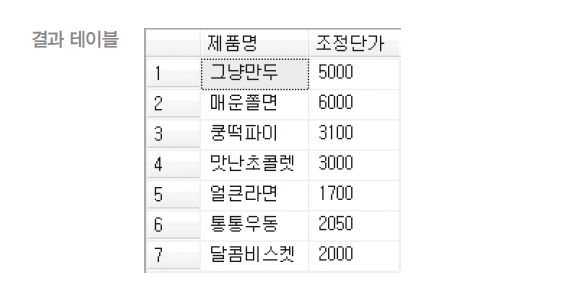 결과 테이블
제품명 조정단가
1 그냥만두 5000
2 매운쫄면 6000
3 쿵떡파이 3100
4 맛난초콜렛 3000
5 얼큰라면 1700
6 통통우동 2050
7 달콤비스켓 2000